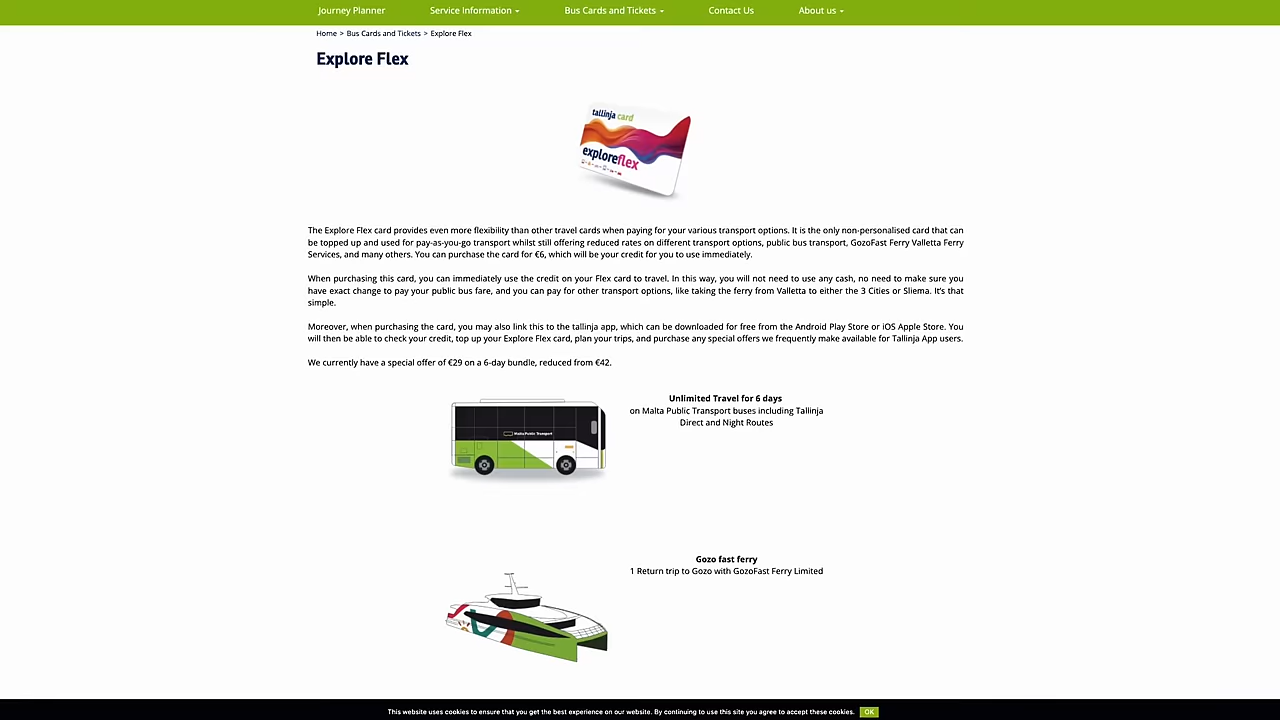 Journey Planner Service Information Bus Cards and Tickets Contact Us About us
Home > Bus Cards and Tickets > Explore Flex
Explore Flex
tallinja card
exploreflex
The Explore Flex card provides even more flexibility than other travel cards when paying for your various transport options. It is the only non-personalised card that can
be topped up and used for pay-as-you-go transport whilst still offering reduced rates on different transport options, public bus transport, GozoFast Ferry Valletta Ferry
Services, and many others. You can purchase the card for €6, which will be your credit for you to use immediately.
When purchasing this card, you can immediately use the credit on your Flex card to travel. In this way, you will not need to use any cash, no need to make sure you
have exact change to pay your public bus fare, and you can pay for other transport options, like taking the ferry from Valletta to either the 3 Cities or Sliema. It's that
simple.
Moreover, when purchasing the card, you may also link this to the tallinja app, which can be downloaded for free from the Android Play Store or iOS Apple Store. You
will then be able to check your credit, top up your Explore Flex card, plan your trips, and purchase any special offers we frequently make available for Tallinja App users.
We currently have a special offer of €29 on a 6-day bundle, reduced from €42.
Unlimited Travel for 6 days
on Malta Public Transport buses including Tallinja
Direct and Night Routes
Malta Public Transport
Gozo fast ferry
1 Return trip to Gozo with GozoFast Ferry Limited
This website uses cookies to ensure that you get the best experience on our website. By continuing to use this site you agree to accept these cookies. OK